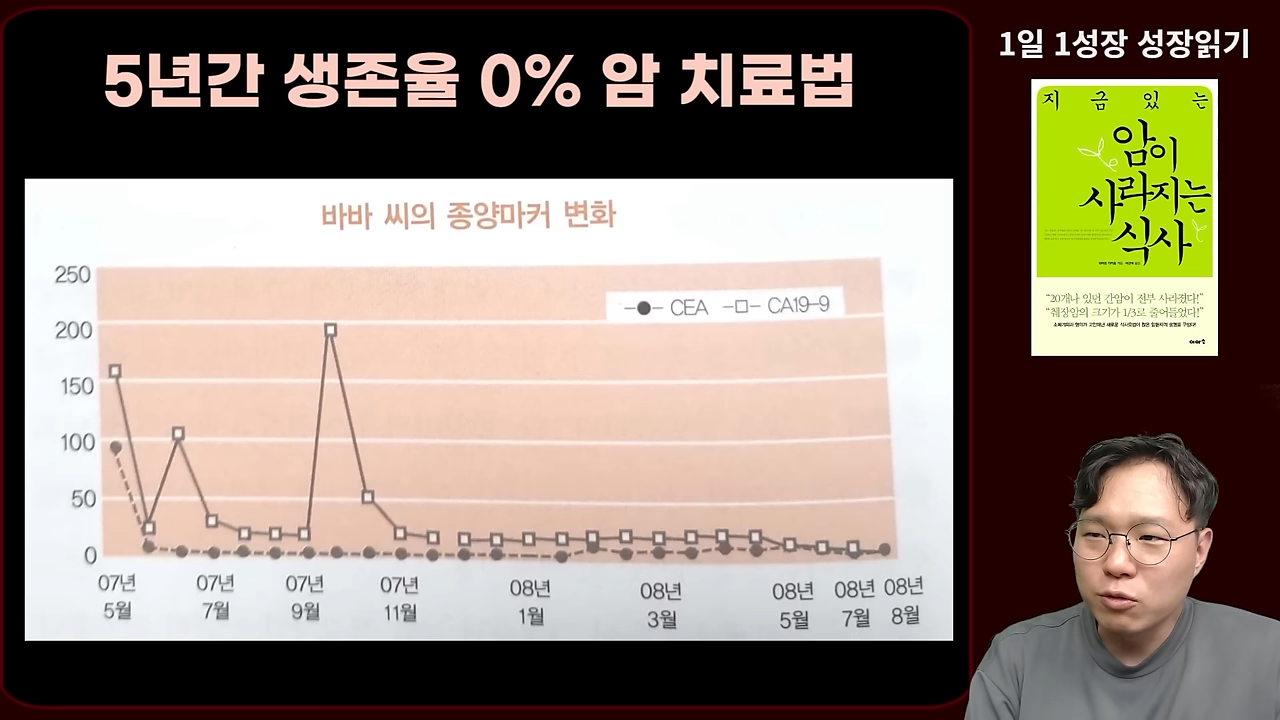 5년간 생존율 0% 암 치료법
1일 1성장 성장읽기
바바 씨의 종양마커 변화
CEA
CA19-9
250
200
150
100
50
0
07년 5월
07년 7월
07년 9월
07년 11월
08년 1월
08년 3월
08년 5월
08년 7월
08년 8월
지금있는
암이
사라지는
식사
“20개나 있던 간암이 전부 사라졌다!”
“췌장암의 크기가 1/3로 줄어들었다!”